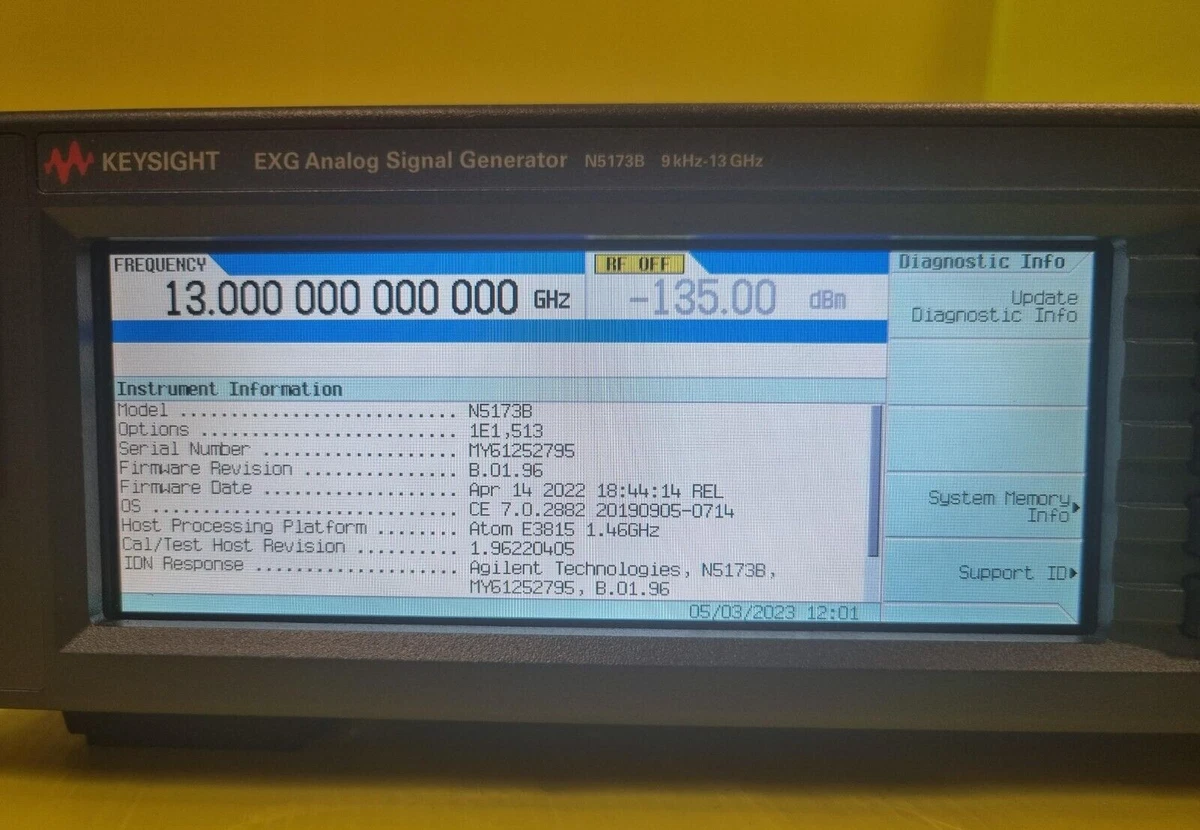 KEYSIGHT EXG Analog Signal Generator N5173B 9kHz-13GHz
FREQUENCY RF OFF
13.000 000 000 000 GHz -135.00 dBm
Instrument Information
Model .......................... N5173B
Options ........................ 1E1,513
Serial Number .................. MY61252795
Firmware Revision .............. B.01.96
Firmware Date .................. Apr 14 2022 18:44:14 REL
OS ............................. CE 7.0.2882 20190905-0714
Host Processing Platform ........ Atom E3815 1.46GHz
Cal/Test Host Revision .......... 1.96220405
IDN Response ................... Agilent Technologies, N5173B,
MY61252795, B.01.96
05/03/2023 12:01
Diagnostic Info
Update
Diagnostic Info
System Memory
Info
Support ID